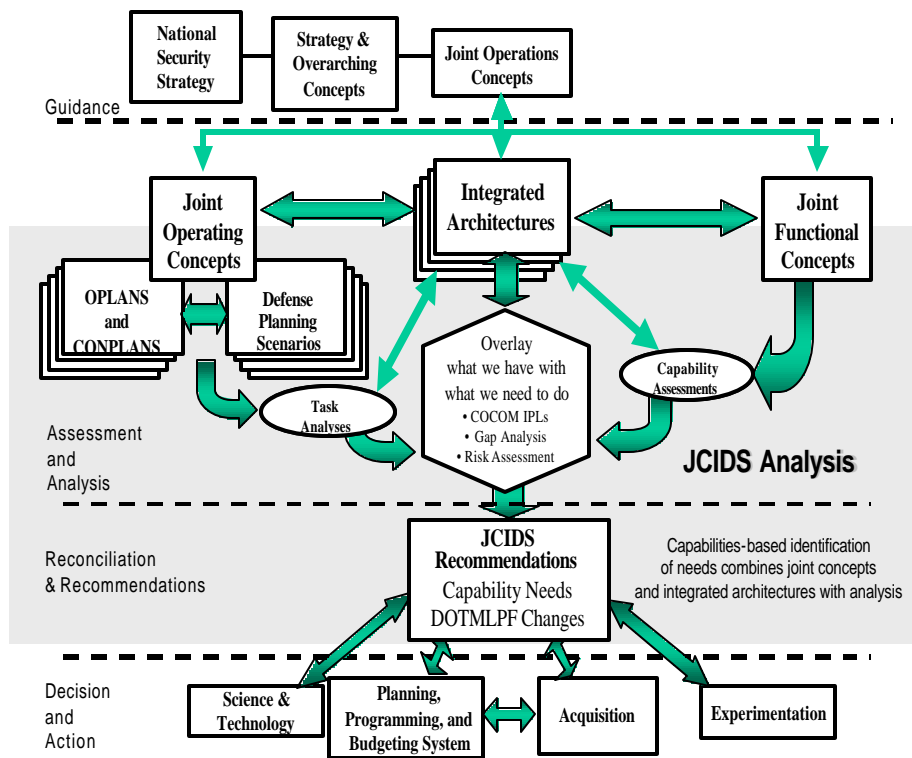 National
Security
Strategy
Strategy &
Overarching
Concepts
Joint Operations
Concepts
Guidance
Joint
Operating
Concepts
Integrated
Architectures
Joint
Functional
Concepts
OPLANS
and
CONPLANS
Defense
Planning
Scenarios
Overlay
what we have with
what we need to do
• COCOM IPLs
• Gap Analysis
• Risk Assessment
Capability
Assessments
Task
Analyses
Assessment
and
Analysis
JCIDS Analysis
Reconciliation
& Recommendations
JCIDS
Recommendations
Capability Needs
DOTMLPF Changes
Capabilities-based identification
of needs combines joint concepts
and integrated architectures with analysis
Decision
and
Action
Science &
Technology
Planning,
Programming, and
Budgeting System
Acquisition
Experimentation